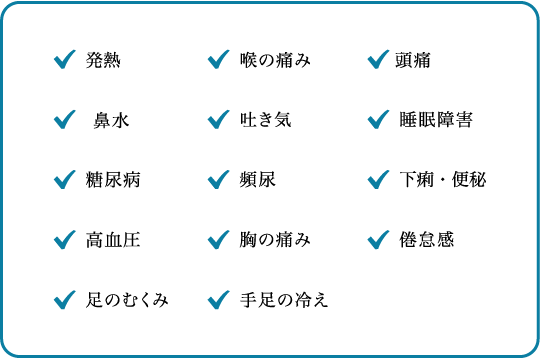 発熱 喉の痛み 頭痛
鼻水 吐き気 睡眠障害
糖尿病 頻尿 下痢・便秘
高血圧 胸の痛み 倦怠感
足のむくみ 手足の冷え